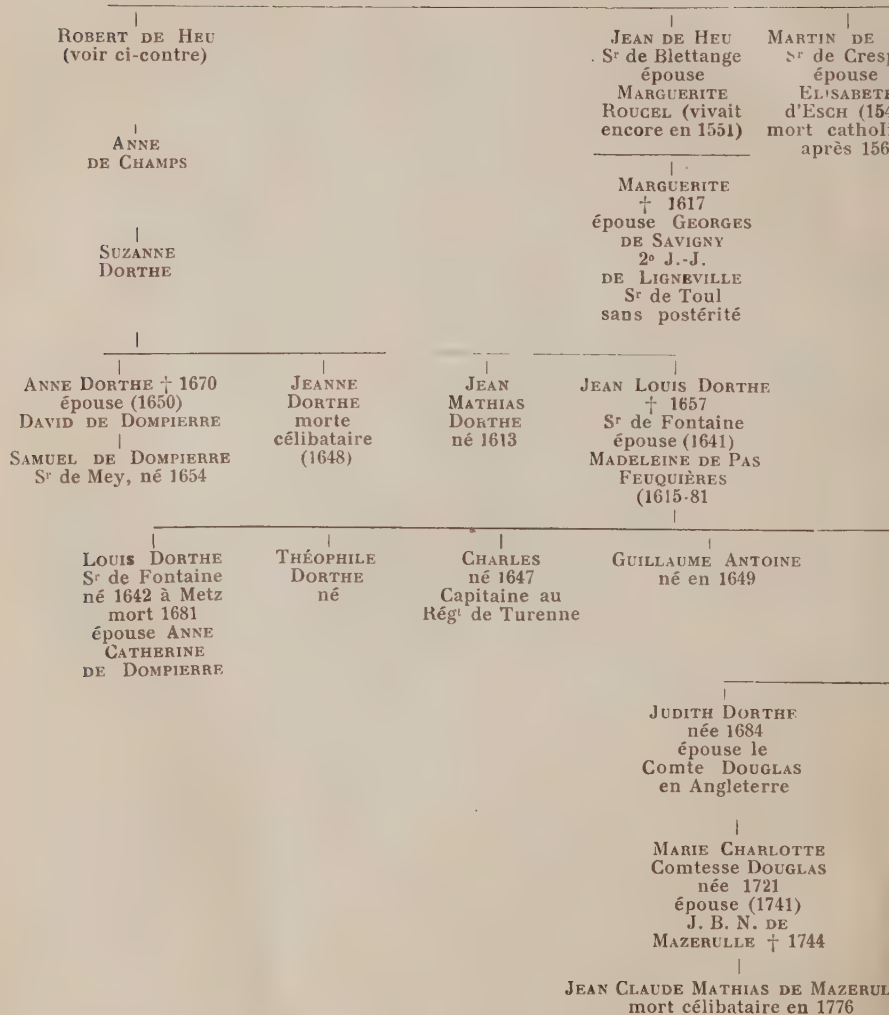 ROBERT DE HEU
(voir ci-contre)
JEAN DE HEU
Sr de Blettange
épouse
MARGUERITE
ROUCEL (vivait
encore en 1551)
MARTIN DE
Sr de
épouse
d'ESCH
mort
après
ANNE
DE CHAMPS
MARGUERITE
† 1617
épouse GEORGES
DE SAVIGNY
2o J.-J.
DE LIGNEVILLE
Sr de Toul
sans postérité
SUZANNE
DORTHE
ANNE DORTHE † 1670
épouse (1650)
DAVID DE DOMPIERRE
SAMUEL DE DOMPIERRE
Sr de Mey, né 1654
JEANNE
DORTHE
morte
célibataire
(1648)
JEAN
MATHIAS
DORTHE
né 1613
JEAN LOUIS DORTHE
† 1657
Sr de Fontaine
épouse (1641)
MADELEINE DE PAS
FEUQUIÈRES
(1615-81
LOUIS DORTHE
Sr de Fontaine
né 1642 à Metz
mort 1681
épouse ANNE
CATHERINE
DE DOMPIERRE
THÉOPHILE
DORTHE
né
CHARLES
né 1647
Capitaine au
Régt de Turenne
GUILLAUME ANTOINE
né en 1649
JUDITH DORTHE
née 1684
épouse le
Comte DOUGLAS
en Angleterre
MARIE CHARLOTTE
Comtesse DOUGLAS
née 1721
épouse (1741)
J. B. N. DE
MAZERULLE † 1744
JEAN CLAUDE MATHIAS DE
mort célibataire en 1776